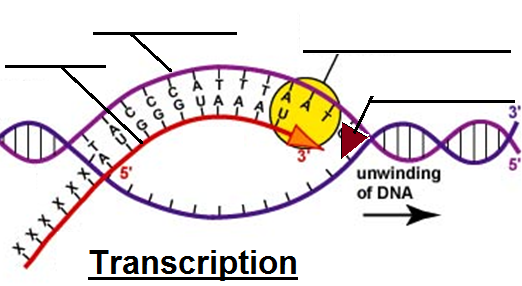 T A C C C A T T T A A T
A U G G G U A A A U
X X X X X X X
5'
3'
3'
5'
unwinding
of DNA
Transcription